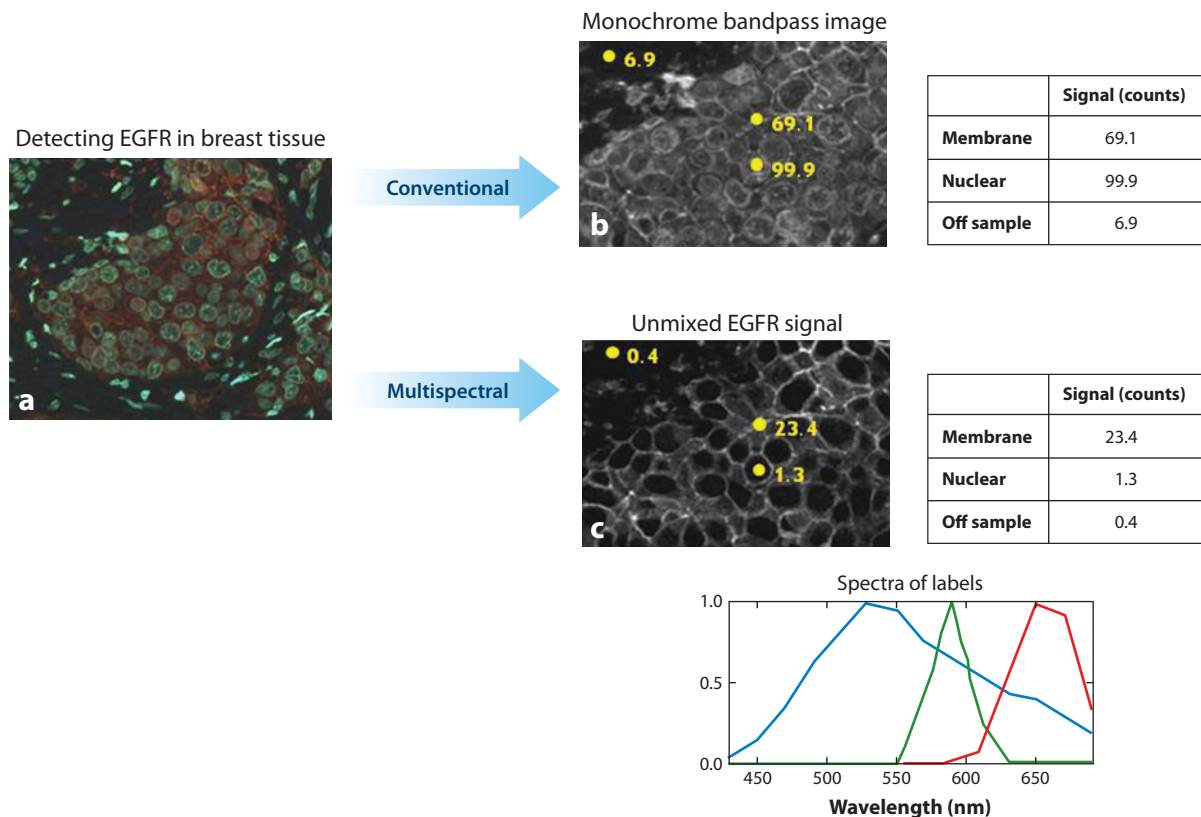 Monochrome bandpass image
6.9
69.1
99.9
b
Signal (counts)
Membrane 69.1
Nuclear 99.9
Off sample 6.9
Detecting EGFR in breast tissue
a
Conventional
Multispectral
Unmixed EGFR signal
0.4
23.4
1.3
c
Signal (counts)
Membrane 23.4
Nuclear 1.3
Off sample 0.4
Spectra of labels
1.0
0.5
0.0
450 500 550 600 650
Wavelength (nm)